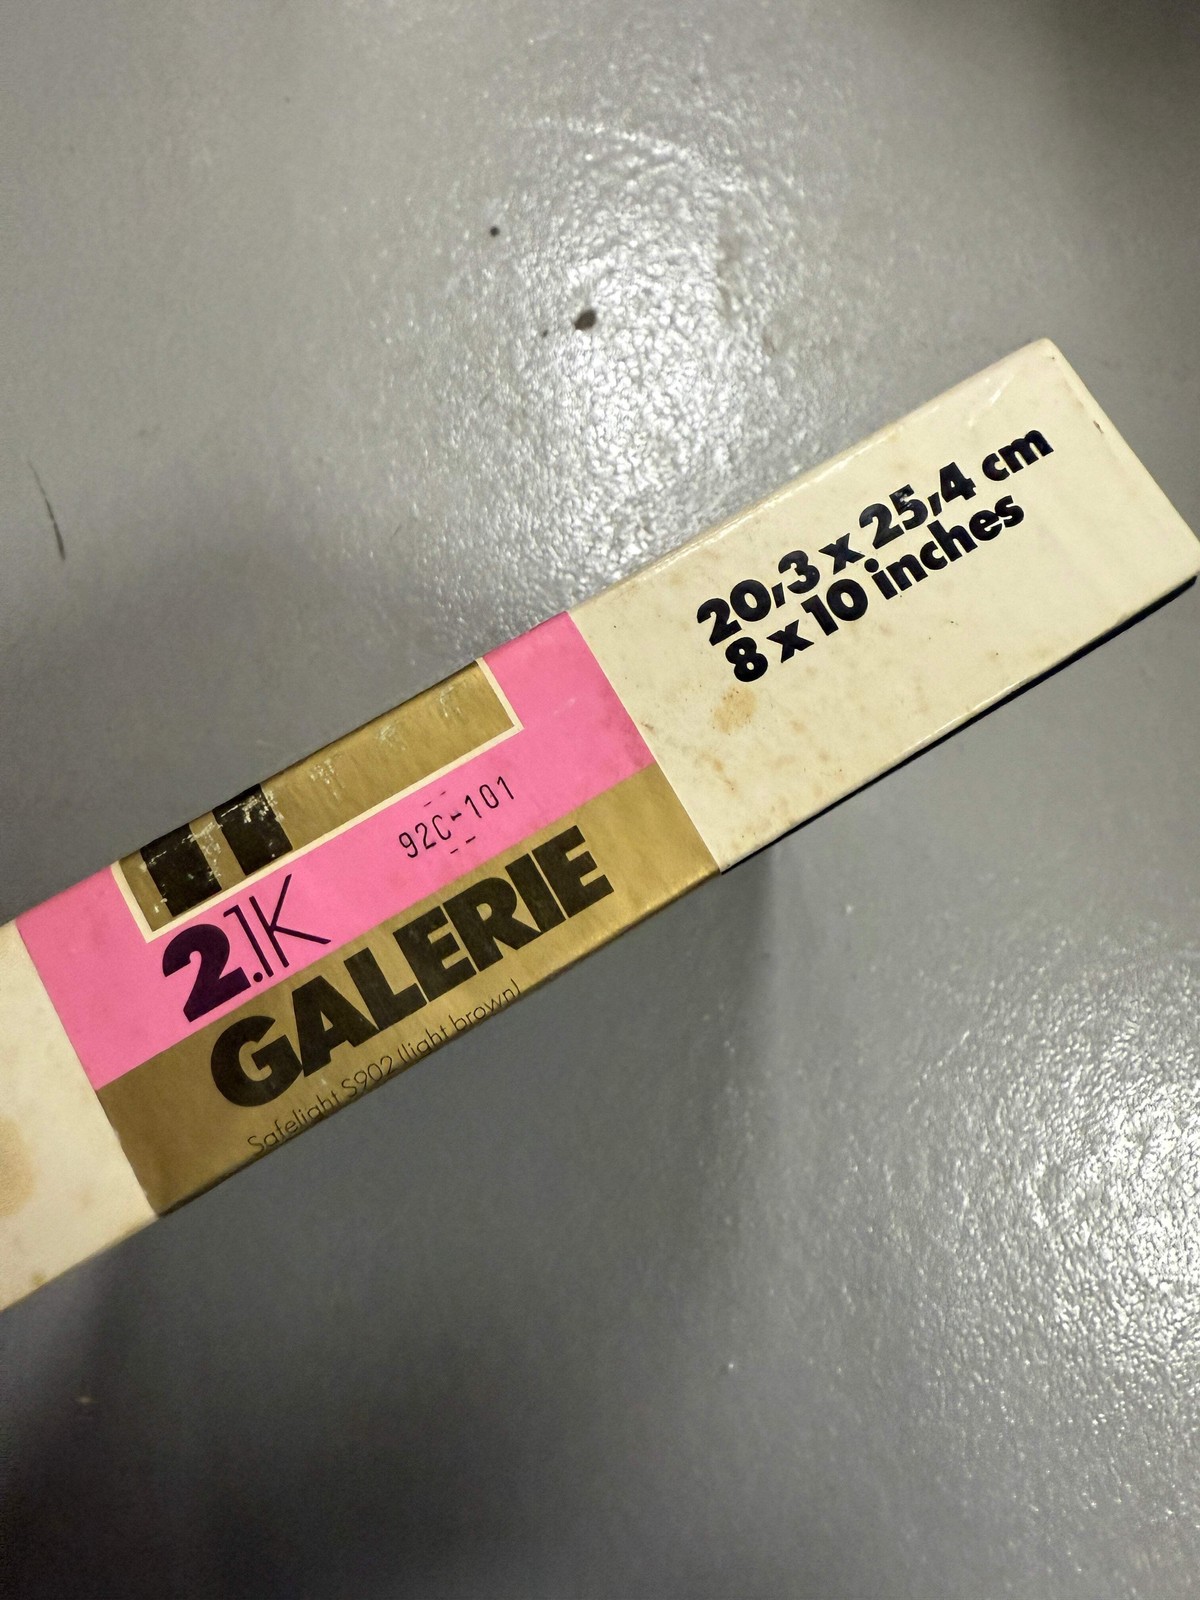 20,3 x 25,4 cm
8 x 10 inches
92C-101
2.1K
GALERIE
Safelight S902 (light brown)